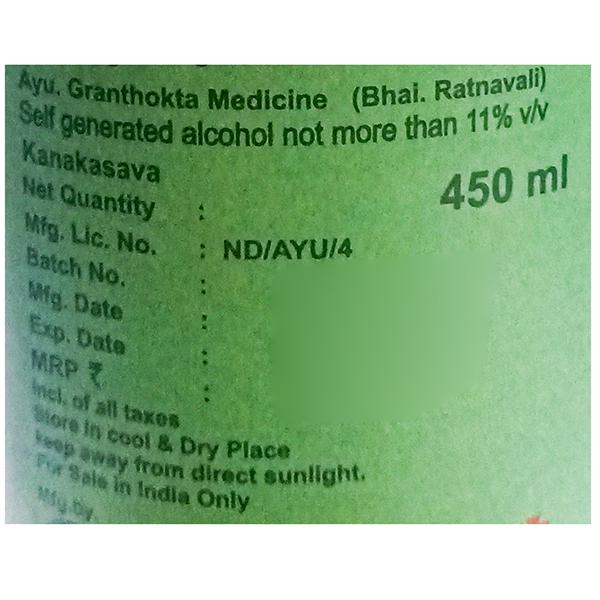 Ayu. Granthokta Medicine (Bhai. Ratnavali)
Self generated alcohol not more than 11% v/v
Kanakasava
Net Quantity : 450 ml
Mfg. Lic. No. : ND/AYU/4
Batch No. :
Mfg. Date :
Exp. Date :
MRP ₹ :
Incl. of all taxes
Store in cool & Dry Place
keep away from direct sunlight.
For Sale in India Only
Mfg.by.